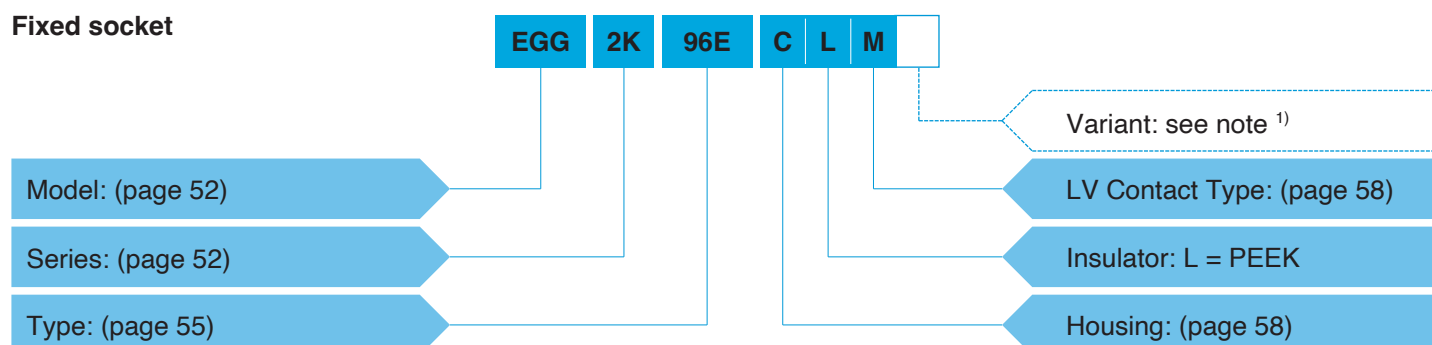 Fixed socket
EGG 2K 96E C L M
Variant: see note 1)
Model: (page 52)
LV Contact Type: (page 58)
Series: (page 52)
Insulator: L = PEEK
Type: (page 55)
Housing: (page 58)